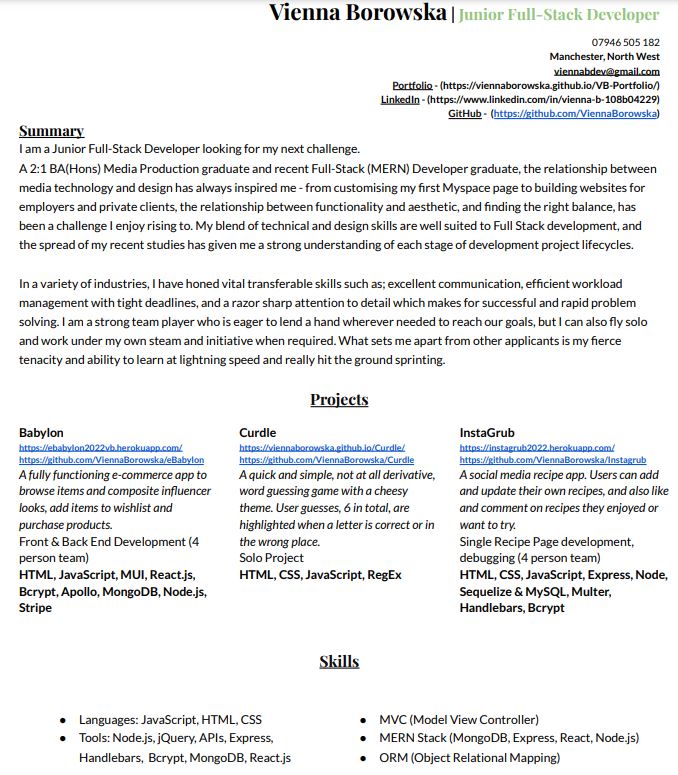 Vienna Borowska | Junior Full-Stack Developer
07946 505 182
Manchester, North West
viennabdev@gmail.com
Portfolio - (https://viennaborowska.github.io/VB-Portfolio/)
LinkedIn - (https://www.linkedin.com/in/vienna-b-108b04229)
GitHub - (https://github.com/ViennaBorowska)
Summary
I am a Junior Full-Stack Developer looking for my next challenge.
A 2:1 BA(Hons) Media Production graduate and recent Full-Stack (MERN) Developer graduate, the relationship between
media technology and design has always inspired me - from customising my first Myspace page to building websites for
employers and private clients, the relationship between functionality and aesthetic, and finding the right balance, has
been a challenge I enjoy rising to. My blend of technical and design skills are well suited to Full Stack development, and
the spread of my recent studies has given me a strong understanding of each stage of development project lifecycles.
In a variety of industries, I have honed vital transferable skills such as; excellent communication, efficient workload
management with tight deadlines, and a razor sharp attention to detail which makes for successful and rapid problem
solving. I am a strong team player who is eager to lend a hand wherever needed to reach our goals, but I can also fly solo
and work under my own steam and initiative when required. What sets me apart from other applicants is my fierce
tenacity and ability to learn at lightning speed and really hit the ground sprinting.
Projects
Babylon
https://ebabylon2022vb.herokuapp.com/
https://github.com/ViennaBorowska/eBabylon
A fully functioning e-commerce app to
browse items and composite influencer
looks, add items to wishlist and
purchase products.
Front & Back End Development (4
person team)
HTML, JavaScript, MUI, React.js,
Bcrypt, Apollo, MongoDB, Node.js,
Stripe
Curdle
https://viennaborowska.github.io/Curdle/
https://github.com/ViennaBorowska/Curdle
A quick and simple, not at all derivative,
word guessing game with a cheesy
theme. User guesses, 6 in total, are
highlighted when a letter is correct or in
the wrong place.
Solo Project
HTML, CSS, JavaScript, RegEx
InstaGrub
https://instagrub2022.herokuapp.com/
https://github.com/ViennaBorowska/Instagrub
A social media recipe app. Users can add
and update their own recipes, and also like
and comment on recipes they enjoyed or
want to try.
Single Recipe Page development,
debugging (4 person team)
HTML, CSS, JavaScript, Express, Node,
Sequelize & MySQL, Multer,
Handlebars, Bcrypt
Skills
● Languages: JavaScript, HTML, CSS
● Tools: Node.js, jQuery, APIs, Express,
Handlebars, Bcrypt, MongoDB, React.js
● MVC (Model View Controller)
● MERN Stack (MongoDB, Express, React, Node.js)
● ORM (Object Relational Mapping)